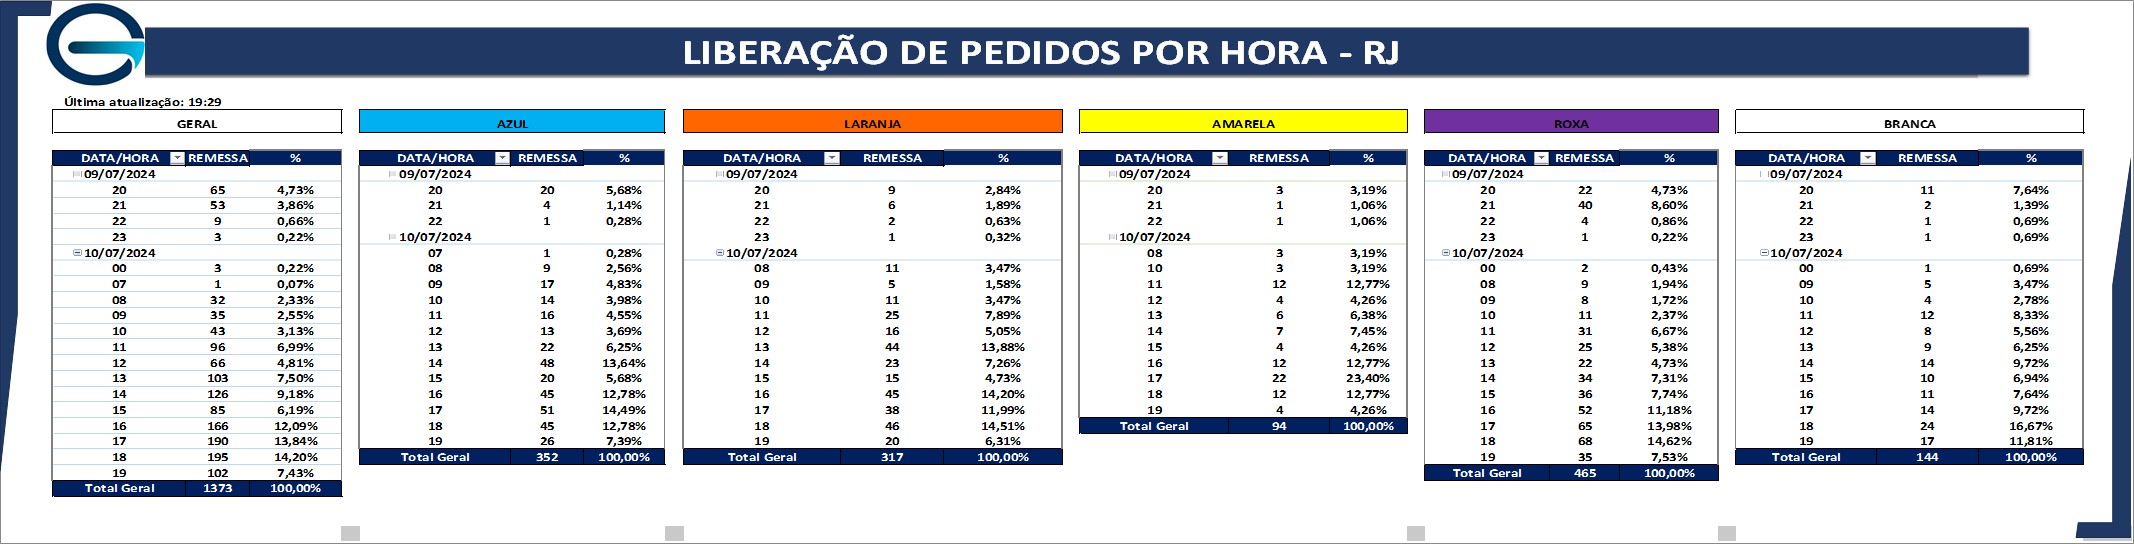 LIBERAÇÃO DE PEDIDOS POR HORA - RJ
Última atualização: 19:29
GERAL
DATA/HORA REMESSA %
09/07/2024
20 65 4,73%
21 53 3,86%
22 9 0,66%
23 3 0,22%
10/07/2024
00 3 0,22%
07 1 0,07%
08 32 2,33%
09 35 2,55%
10 43 3,13%
11 96 6,99%
12 66 4,81%
13 103 7,50%
14 126 9,18%
15 85 6,19%
16 166 12,09%
17 190 13,84%
18 195 14,20%
19 102 7,43%
Total Geral 1373 100,00%
AZUL
DATA/HORA REMESSA %
09/07/2024
20 20 5,68%
21 4 1,14%
22 1 0,28%
10/07/2024
07 1 0,28%
08 9 2,56%
09 17 4,83%
10 14 3,98%
11 16 4,55%
12 13 3,69%
13 22 6,25%
14 48 13,64%
15 20 5,68%
16 45 12,78%
17 51 14,49%
18 45 12,78%
19 26 7,39%
Total Geral 352 100,00%
LARANJA
DATA/HORA REMESSA %
09/07/2024
20 9 2,84%
21 6 1,89%
22 2 0,63%
23 1 0,32%
10/07/2024
08 11 3,47%
09 5 1,58%
10 11 3,47%
11 25 7,89%
12 16 5,05%
13 44 13,88%
14 23 7,26%
15 15 4,73%
16 45 14,20%
17 38 11,99%
18 46 14,51%
19 20 6,31%
Total Geral 317 100,00%
AMARELA
DATA/HORA REMESSA %
09/07/2024
20 3 3,19%
21 1 1,06%
22 1 1,06%
10/07/2024
08 3 3,19%
10 3 3,19%
11 12 12,77%
12 4 4,26%
13 6 6,38%
14 7 7,45%
15 4 4,26%
16 12 12,77%
17 22 23,40%
18 12 12,77%
19 4 4,26%
Total Geral 94 100,00%
ROXA
DATA/HORA REMESSA %
09/07/2024
20 22 4,73%
21 40 8,60%
22 4 0,86%
23 1 0,22%
10/07/2024
00 2 0,43%
08 9 1,94%
09 8 1,72%
10 11 2,37%
11 31 6,67%
12 25 5,38%
13 22 4,73%
14 34 7,31%
15 36 7,74%
16 52 11,18%
17 65 13,98%
18 68 14,62%
19 35 7,53%
Total Geral 465 100,00%
BRANCA
DATA/HORA REMESSA %
09/07/2024
20 11 7,64%
21 2 1,39%
22 1 0,69%
23 1 0,69%
10/07/2024
00 1 0,69%
09 5 3,47%
10 4 2,78%
11 12 8,33%
12 8 5,56%
13 9 6,25%
14 14 9,72%
15 10 6,94%
16 11 7,64%
17 14 9,72%
18 24 16,67%
19 17 11,81%
Total Geral 144 100,00%